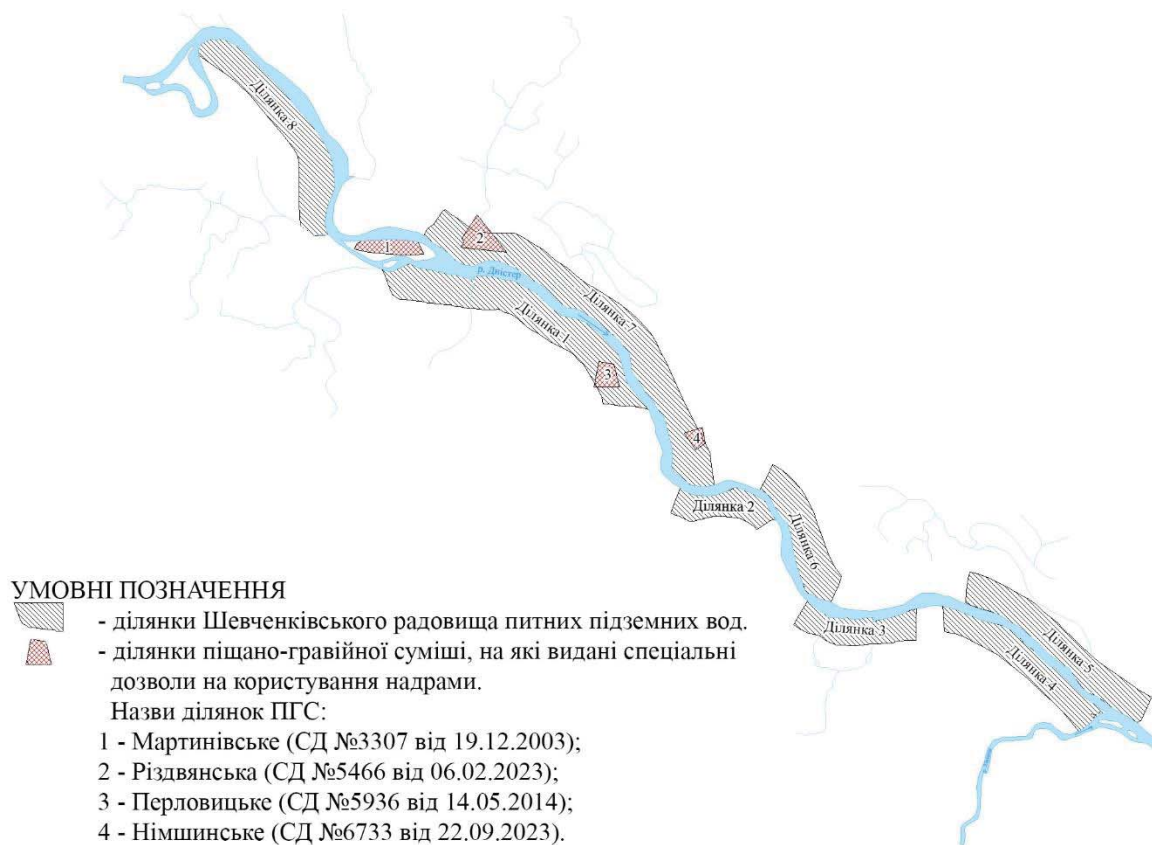 Ділянка 8
1
2
р. Дністер
Ділянка 7
Ділянка 1
3
4
Ділянка 2
Ділянка 6
Ділянка 3
Ділянка 5
Ділянка 4
УМОВНІ ПОЗНАЧЕННЯ
- ділянки Шевченківського радовища питних підземних вод.
- ділянки піщано-гравійної суміші, на які видані спеціальні
дозволи на користування надрами.
Назви ділянок ПГС:
1 - Мартинівське (СД №3307 від 19.12.2003);
2 - Різдвянська (СД №5466 від 06.02.2023);
3 - Перловицьке (СД №5936 від 14.05.2014);
4 - Німшинське (СД №6733 від 22.09.2023).